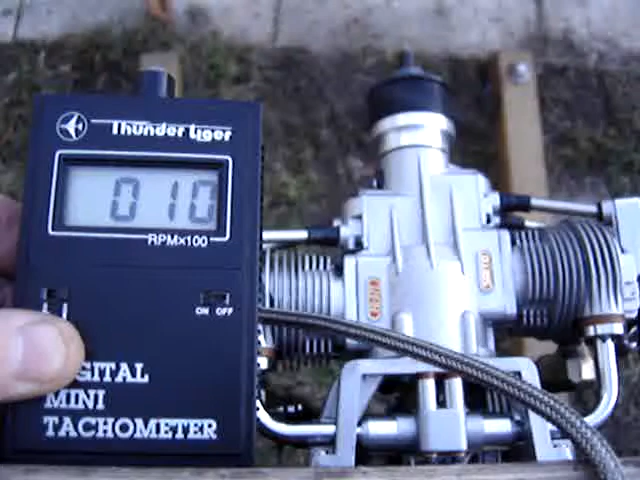 Thunder Tiger
010
RPM×100
ON OFF
GITAL
MINI
TACHOMETER